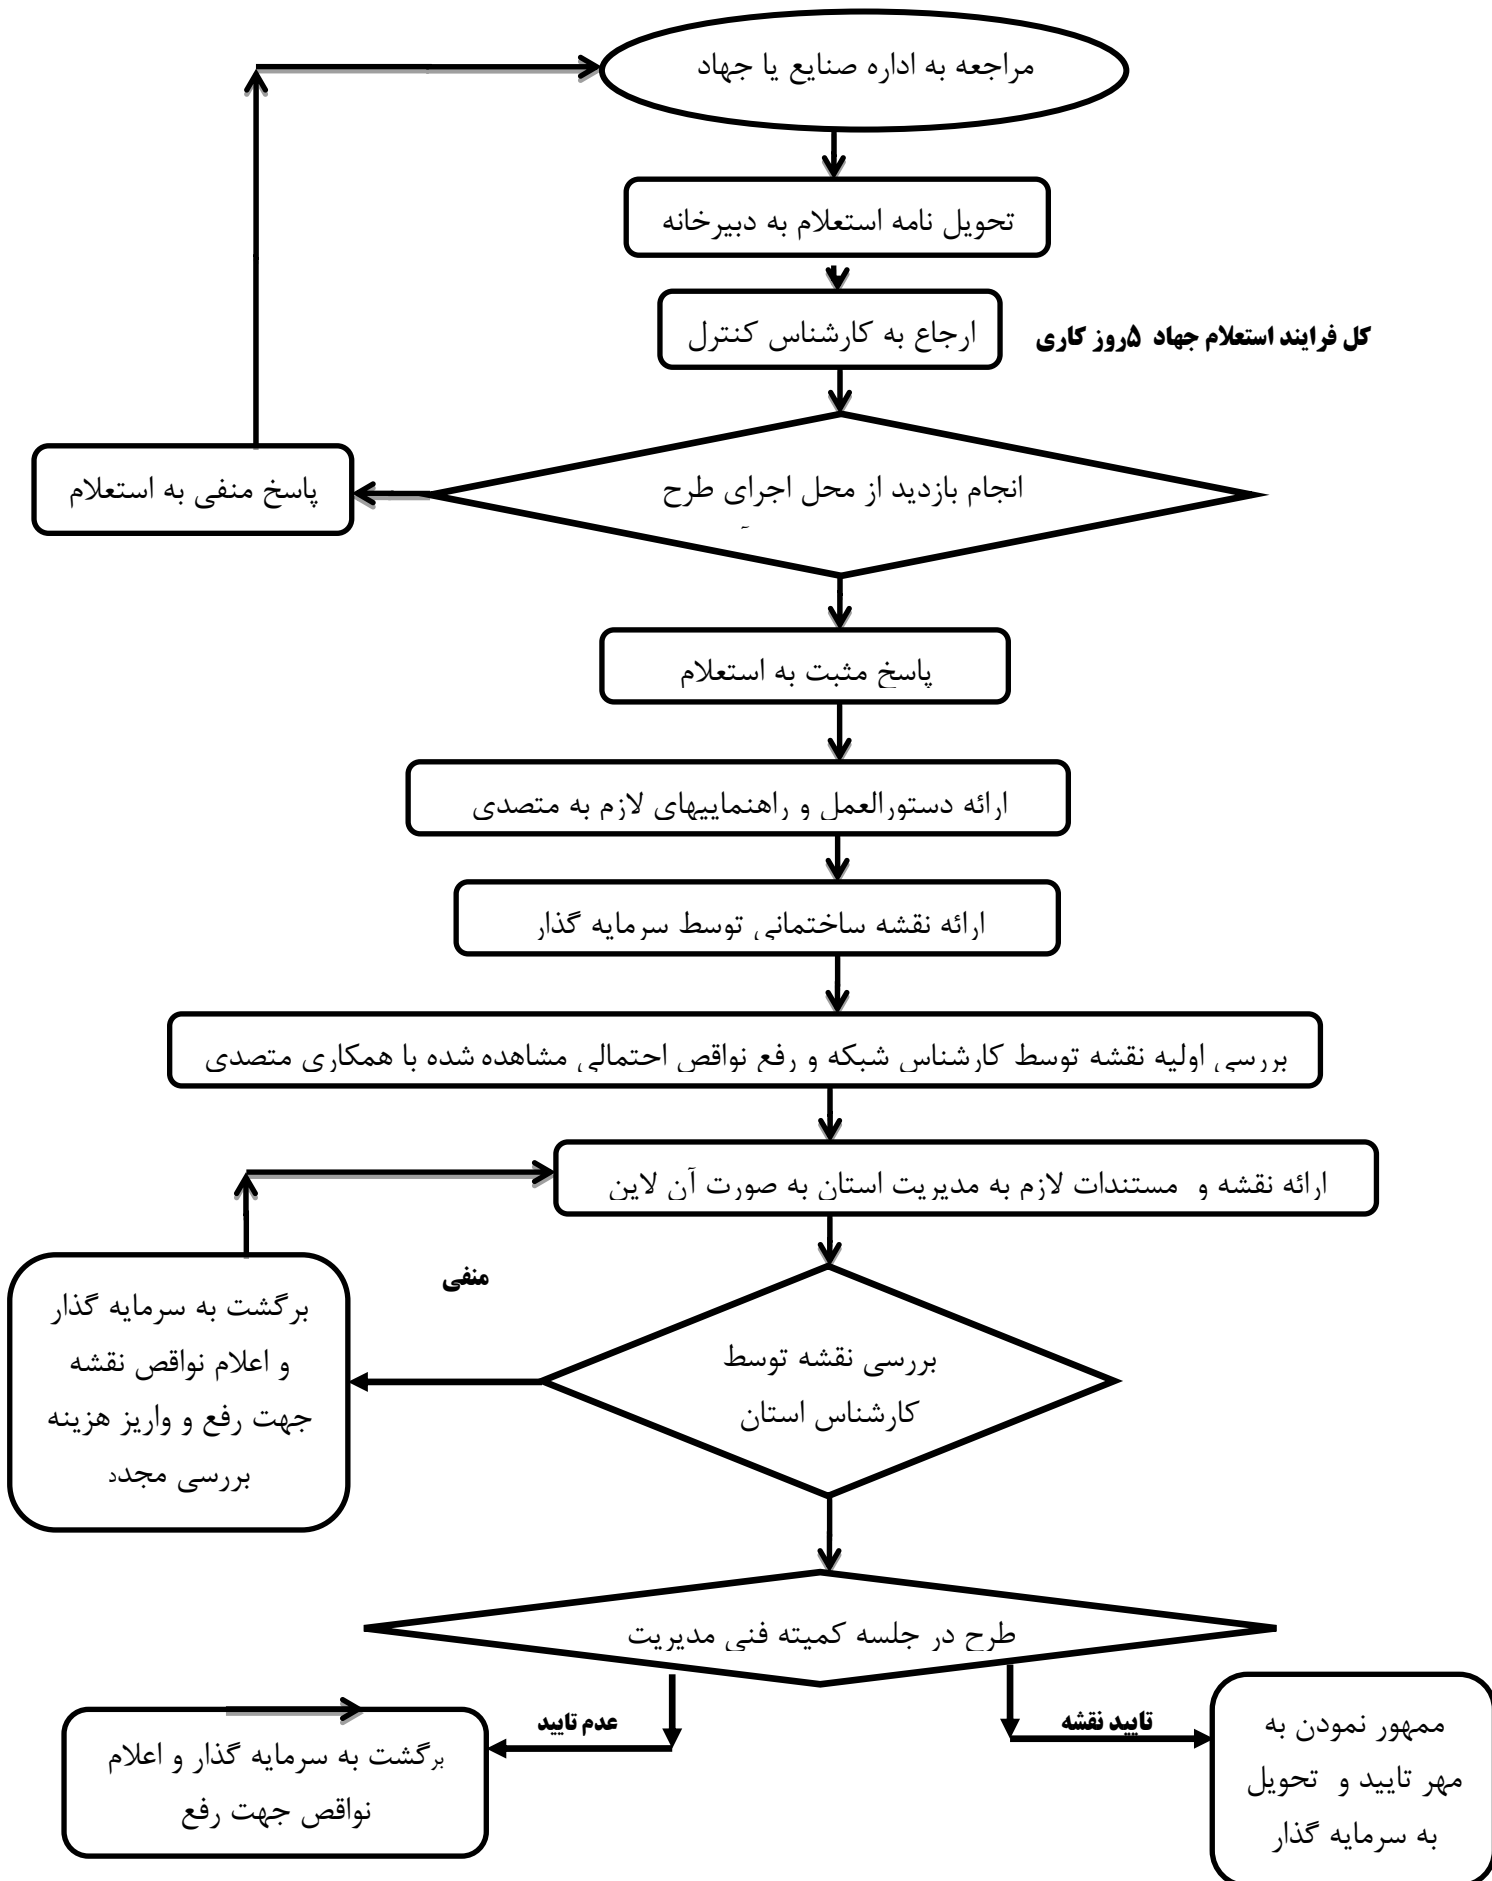 مراجعه به اداره صنایع یا جهاد
تحویل نامه استعلام به دبیرخانه
ارجاع به کارشناس کنترل
کل فرایند استعلام جهاد ۵روز کاری
انجام بازدید از محل اجرای طرح
پاسخ منفی به استعلام
پاسخ مثبت به استعلام
ارائه دستورالعمل و راهنماییهای لازم به متصدی
ارائه نقشه ساختمانی توسط سرمایه گذار
بررسی اولیه نقشه توسط کارشناس شبکه و رفع نواقص احتمالی مشاهده شده با همکاری متصدی
ارائه نقشه و مستندات لازم به مدیریت استان به صورت آن لاین
منفی
برگشت به سرمایه گذار
و اعلام نواقص نقشه
جهت رفع و واریز هزینه
بررسی مجدد
بررسی نقشه توسط
کارشناس استان
طرح در جلسه کمیته فنی مدیریت
تایید نقشه
عدم تایید
ممهور نمودن به
مهر تایید و تحویل
به سرمایه گذار
برگشت به سرمایه گذار و اعلام
نواقص جهت رفع